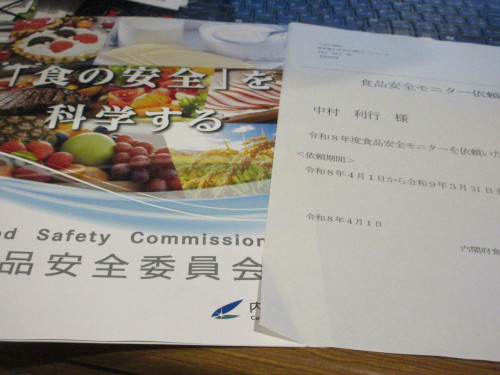 「食の安全」を
科学する
d Safety Commission
品安全委員会
内
Ca
食品安全モニター依頼
中村 利行 様
令和8年度食品安全モニターを依頼いた
<依頼期間>
令和8年4月1日から令和9年3月31日
令和8年4月1日
内閣府食